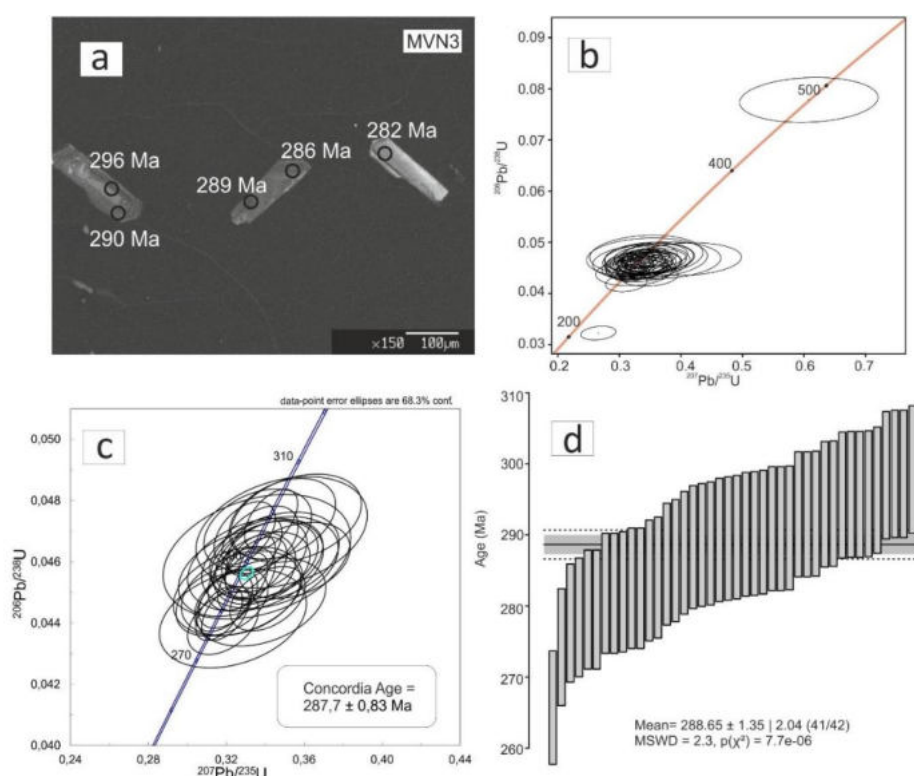 a
MVN3
296 Ma
290 Ma
289 Ma
286 Ma
282 Ma
×150 100µm
b
0.09
0.08
0.07
0.06
0.05
0.04
0.03
²⁰⁶Pb/²³⁸U
500
400
200
0.2 0.3 0.4 0.5 0.6 0.7
²⁰⁷Pb/²³⁵U
data-point error ellipses are 68.3% conf.
c
0,050
0,048
0,046
0,044
0,042
0,040
²⁰⁶Pb/²³⁸U
310
270
Concordia Age =
287,7 ± 0,83 Ma
0,24 0,28 0,32 0,36 0,40 0,44
²⁰⁷Pb/²³⁵U
d
310
300
290
280
270
260
Age (Ma)
Mean= 288.65 ± 1.35 | 2.04 (41/42)
MSWD = 2.3, p(χ²) = 7.7e-06